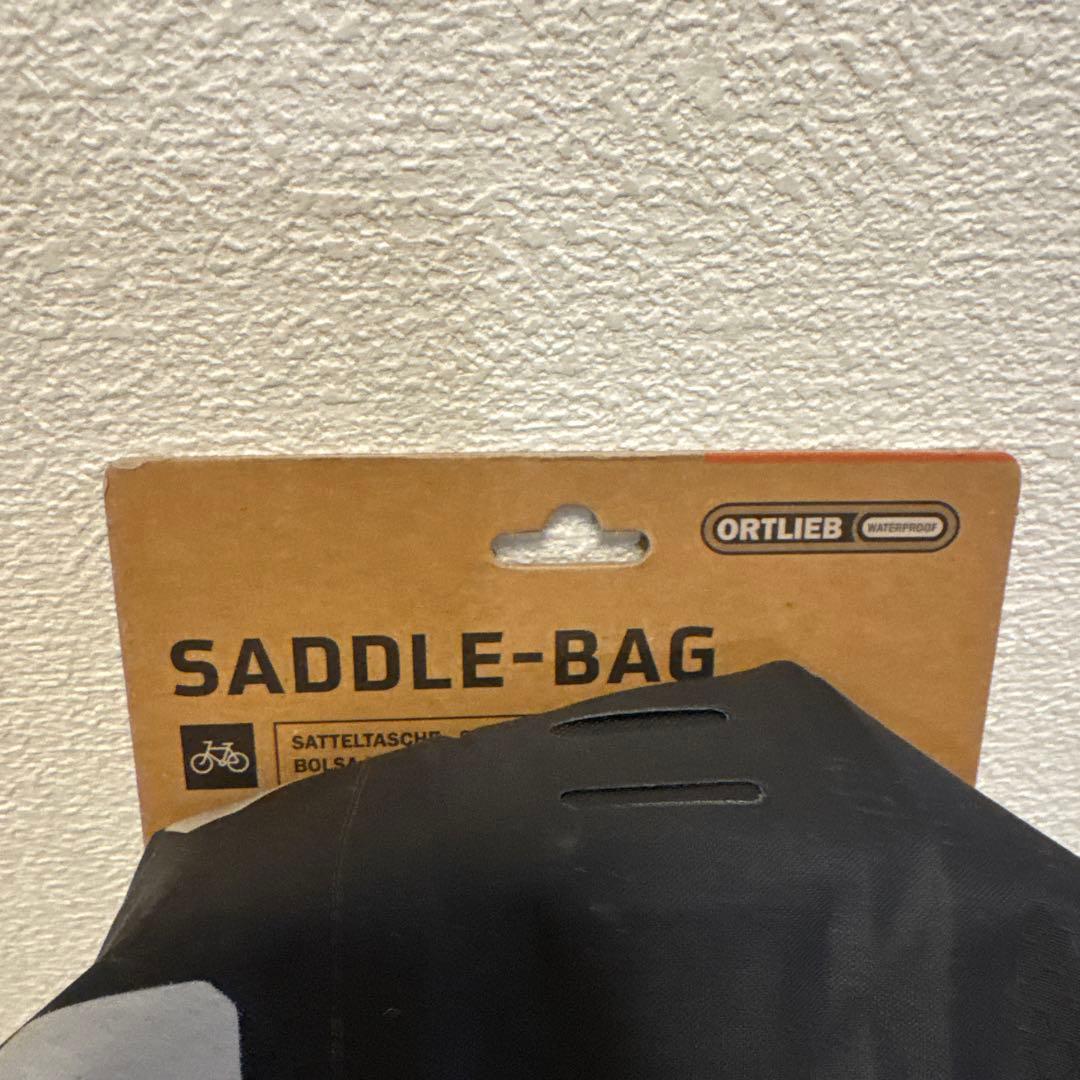 ORTLIEB WATERPROOF
SADDLE-BAG
SATTELTASCHE
BOLSA